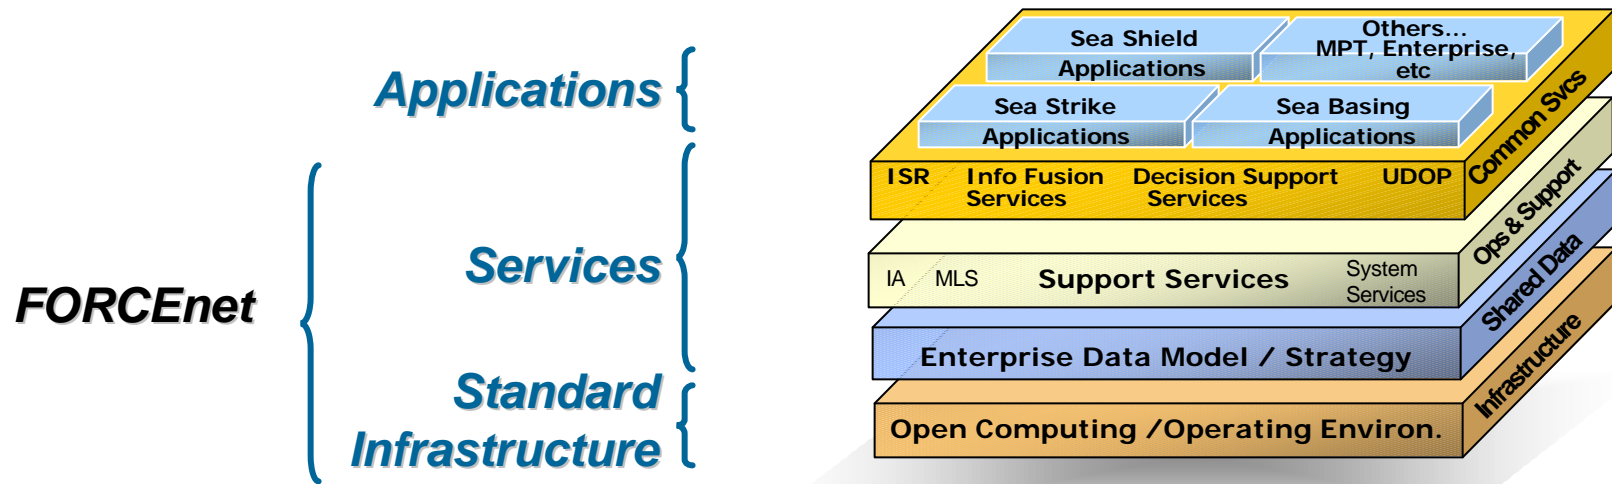 Applications
Services
FORCEnet
Standard
Infrastructure
Sea Shield
Applications
Others...
MPT, Enterprise,
etc
Sea Strike
Applications
Sea Basing
Applications
ISR
Info Fusion
Services
Decision Support
Services
UDOP
Common Svcs
IA
MLS
Support Services
System
Services
Ops & Support
Enterprise Data Model / Strategy
Shared Data
Open Computing /Operating Environ.
Infrastructure